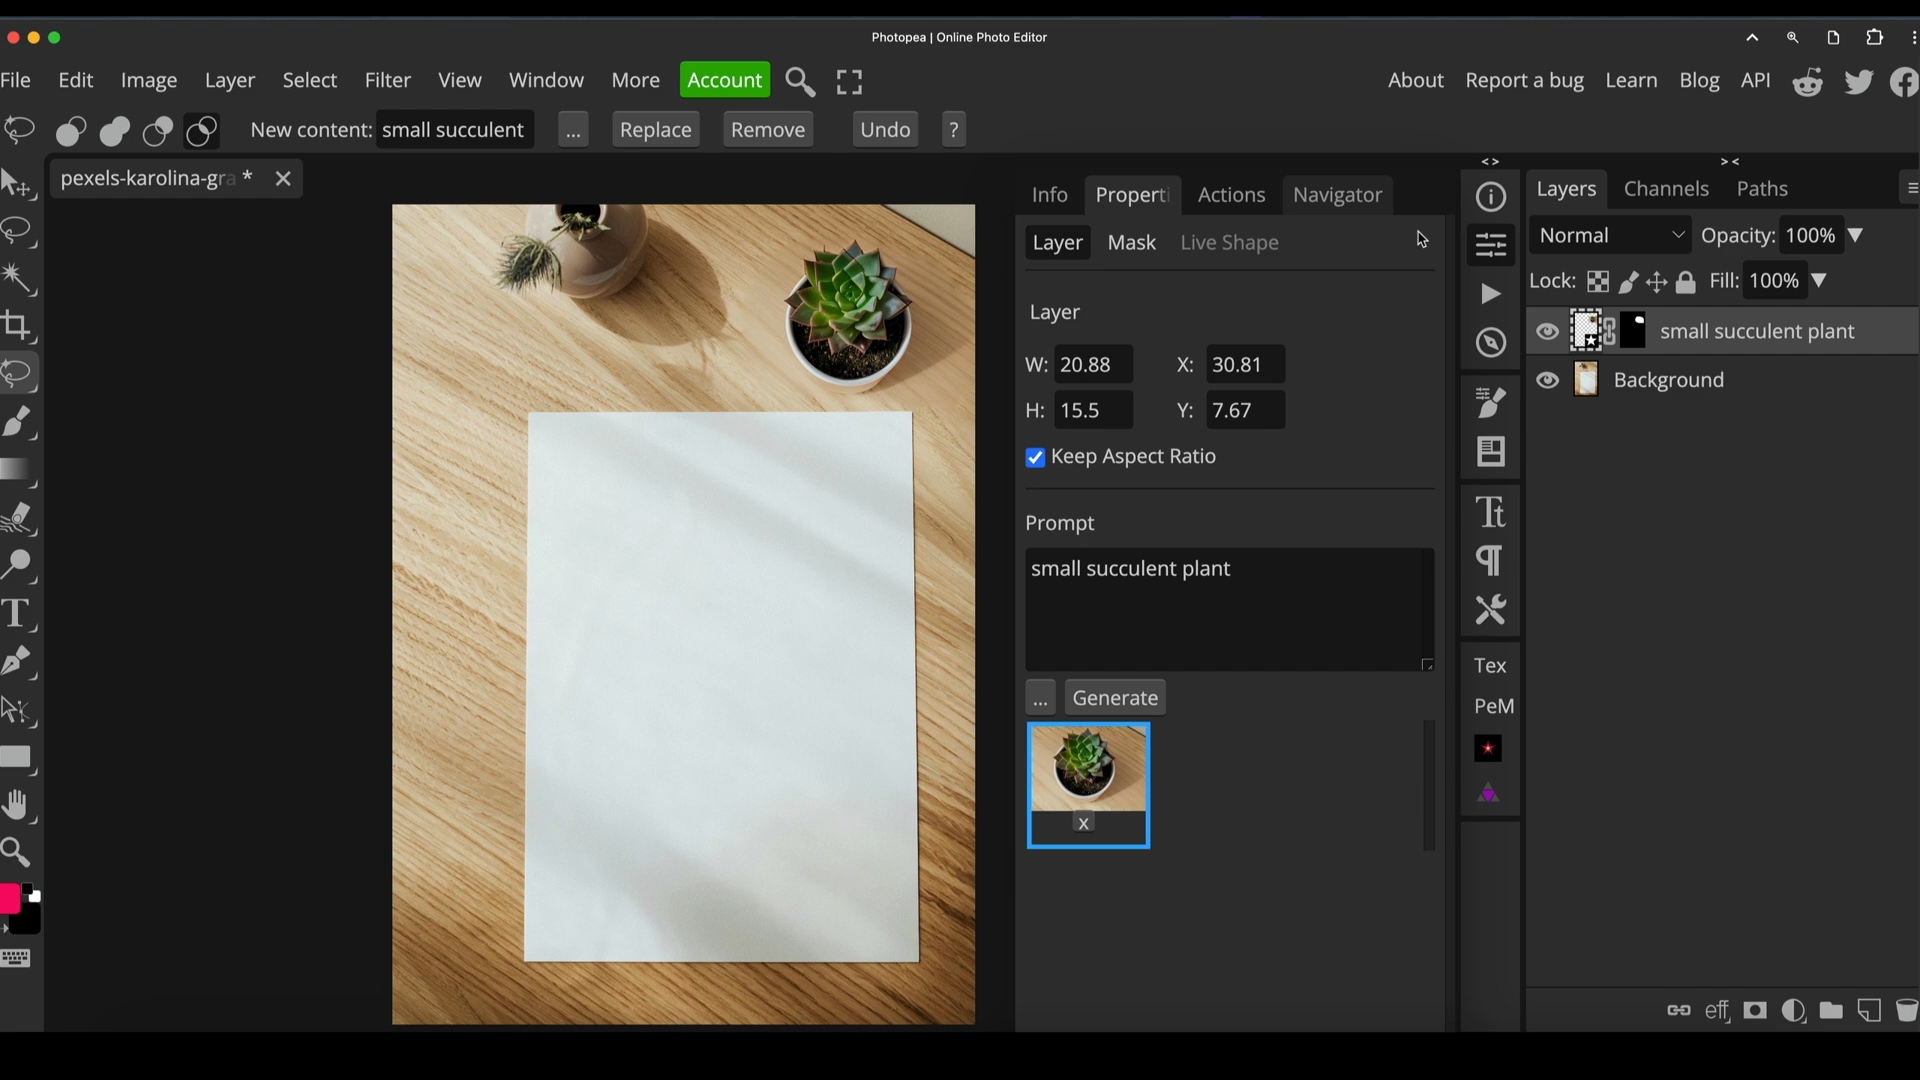 Photopea | Online Photo Editor
File Edit Image Layer Select Filter View Window More Account About Report a bug Learn Blog API
New content: small succulent ... Replace Remove Undo ?
pexels-karolina-gra *
< > > <
Info Properti Actions Navigator
Layers Channels Paths
Layer Mask Live Shape
Normal Opacity: 100%
Lock: Fill: 100%
Layer
small succulent plant
W: 20.88 X: 30.81
Background
H: 15.5 Y: 7.67
Keep Aspect Ratio
Prompt
small succulent plant
Tex
... Generate
PeM
x
eff